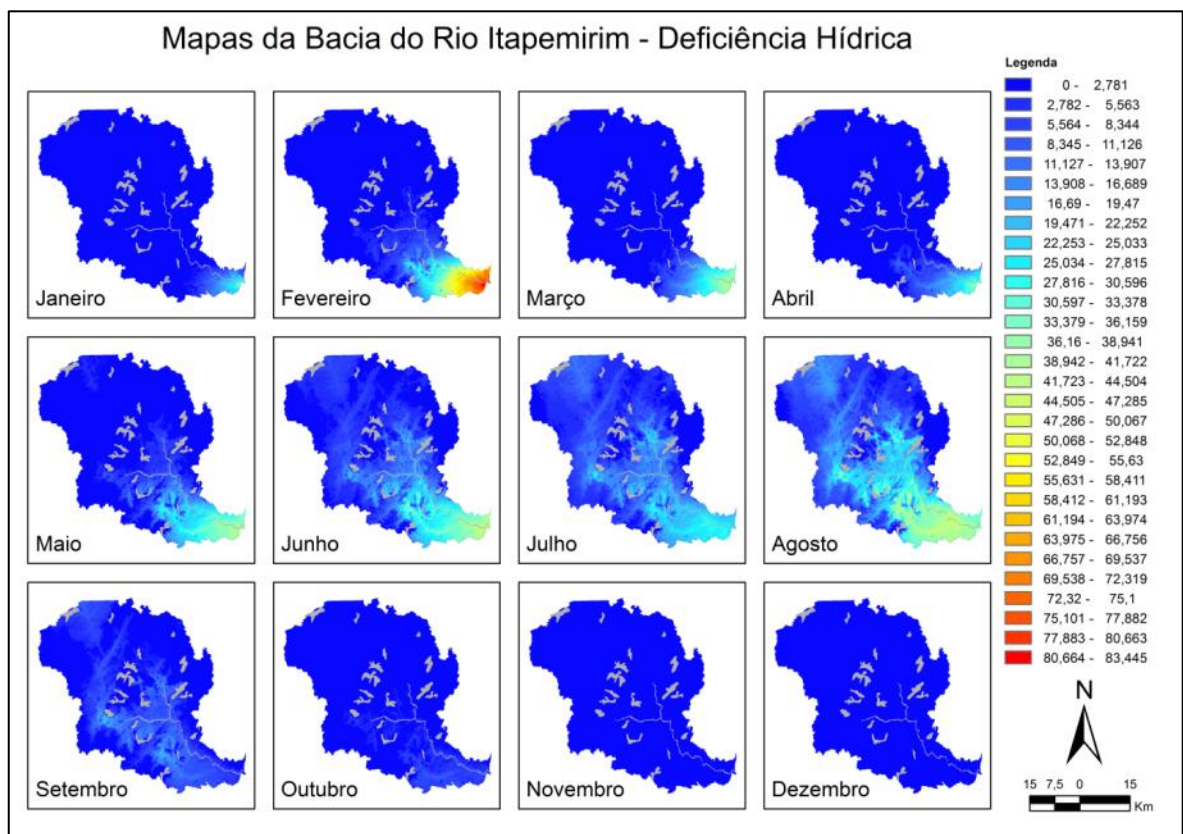 Mapas da Bacia do Rio Itapemirim - Deficiência Hídrica
Janeiro
Fevereiro
Março
Abril
Maio
Junho
Julho
Agosto
Setembro
Outubro
Novembro
Dezembro
Legenda
0 - 2,781
2,782 - 5,563
5,564 - 8,344
8,345 - 11,126
11,127 - 13,907
13,908 - 16,689
16,69 - 19,47
19,471 - 22,252
22,253 - 25,033
25,034 - 27,815
27,816 - 30,596
30,597 - 33,378
33,379 - 36,159
36,16 - 38,941
38,942 - 41,722
41,723 - 44,504
44,505 - 47,285
47,286 - 50,067
50,068 - 52,848
52,849 - 55,63
55,631 - 58,411
58,412 - 61,193
61,194 - 63,974
63,975 - 66,756
66,757 - 69,537
69,538 - 72,319
72,32 - 75,1
75,101 - 77,882
77,883 - 80,663
80,664 - 83,445
N
15 7,5 0 15
Km